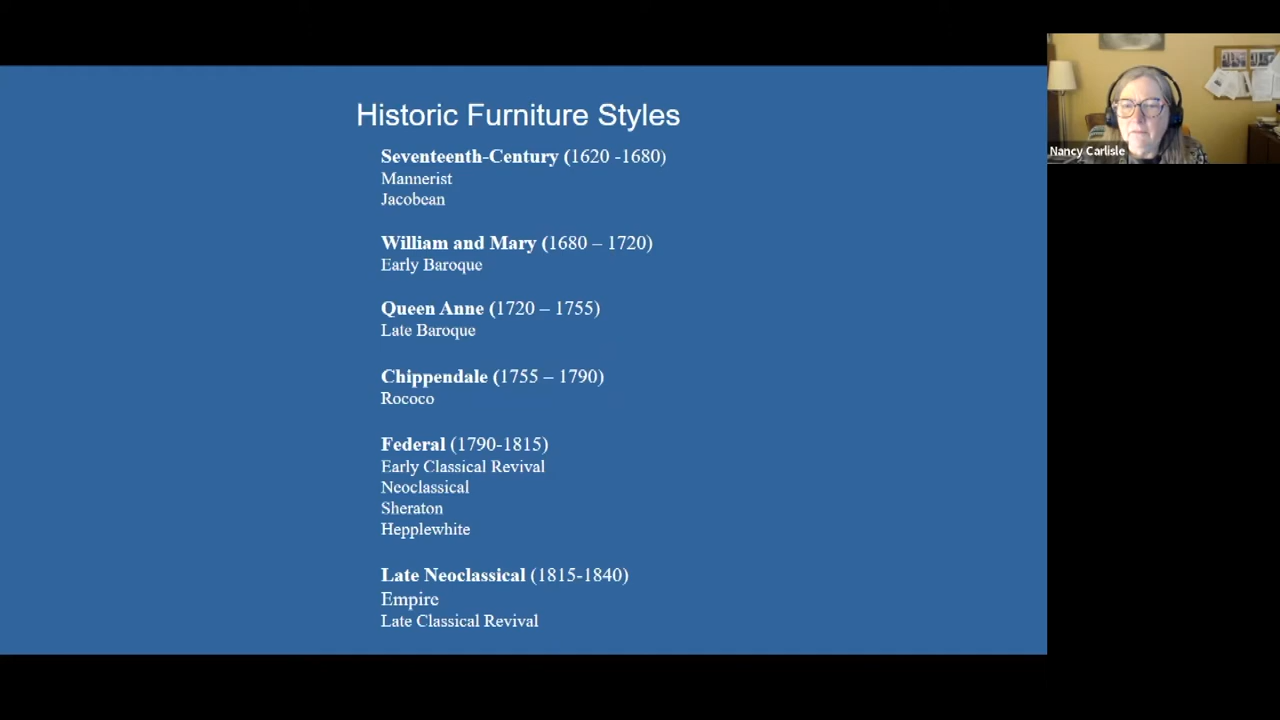 Historic Furniture Styles
Seventeenth-Century (1620 -1680)
Mannerist
Jacobean
William and Mary (1680 – 1720)
Early Baroque
Queen Anne (1720 – 1755)
Late Baroque
Chippendale (1755 – 1790)
Rococo
Federal (1790-1815)
Early Classical Revival
Neoclassical
Sheraton
Hepplewhite
Late Neoclassical (1815-1840)
Empire
Late Classical Revival
Nancy Carlisle